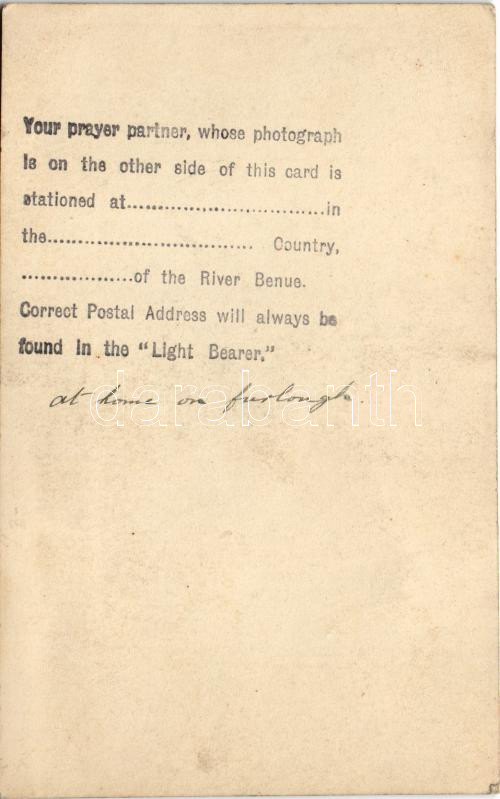 Your prayer partner, whose photograph
is on the other side of this card is
stationed at..................................in
the.................................. Country,
...................of the River Benue.
Correct Postal Address will always be
found in the "Light Bearer."
at home on furlough.
darabanth